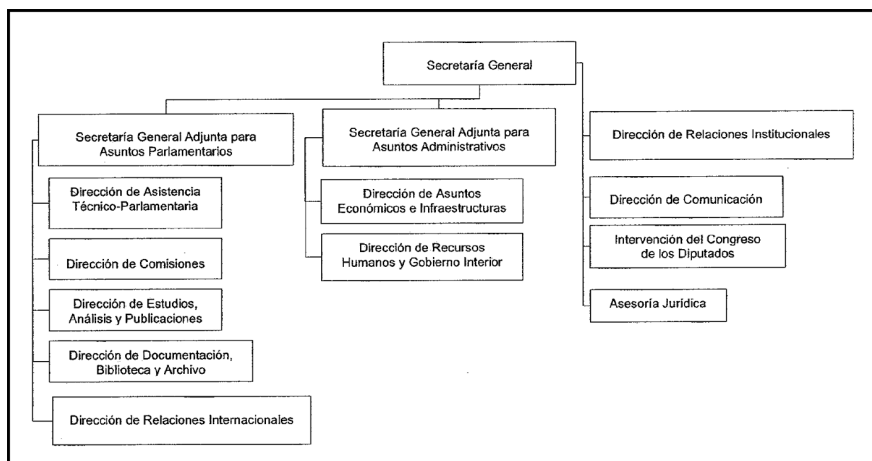 Secretaría General
Secretaría General Adjunta para
Asuntos Parlamentarios
Dirección de Asistencia
Técnico-Parlamentaria
Dirección de Comisiones
Dirección de Estudios,
Análisis y Publicaciones
Dirección de Documentación,
Biblioteca y Archivo
Dirección de Relaciones Internacionales
Secretaría General Adjunta para
Asuntos Administrativos
Dirección de Asuntos
Económicos e Infraestructuras
Dirección de Recursos
Humanos y Gobierno Interior
Dirección de Relaciones Institucionales
Dirección de Comunicación
Intervención del Congreso
de los Diputados
Asesoría Jurídica